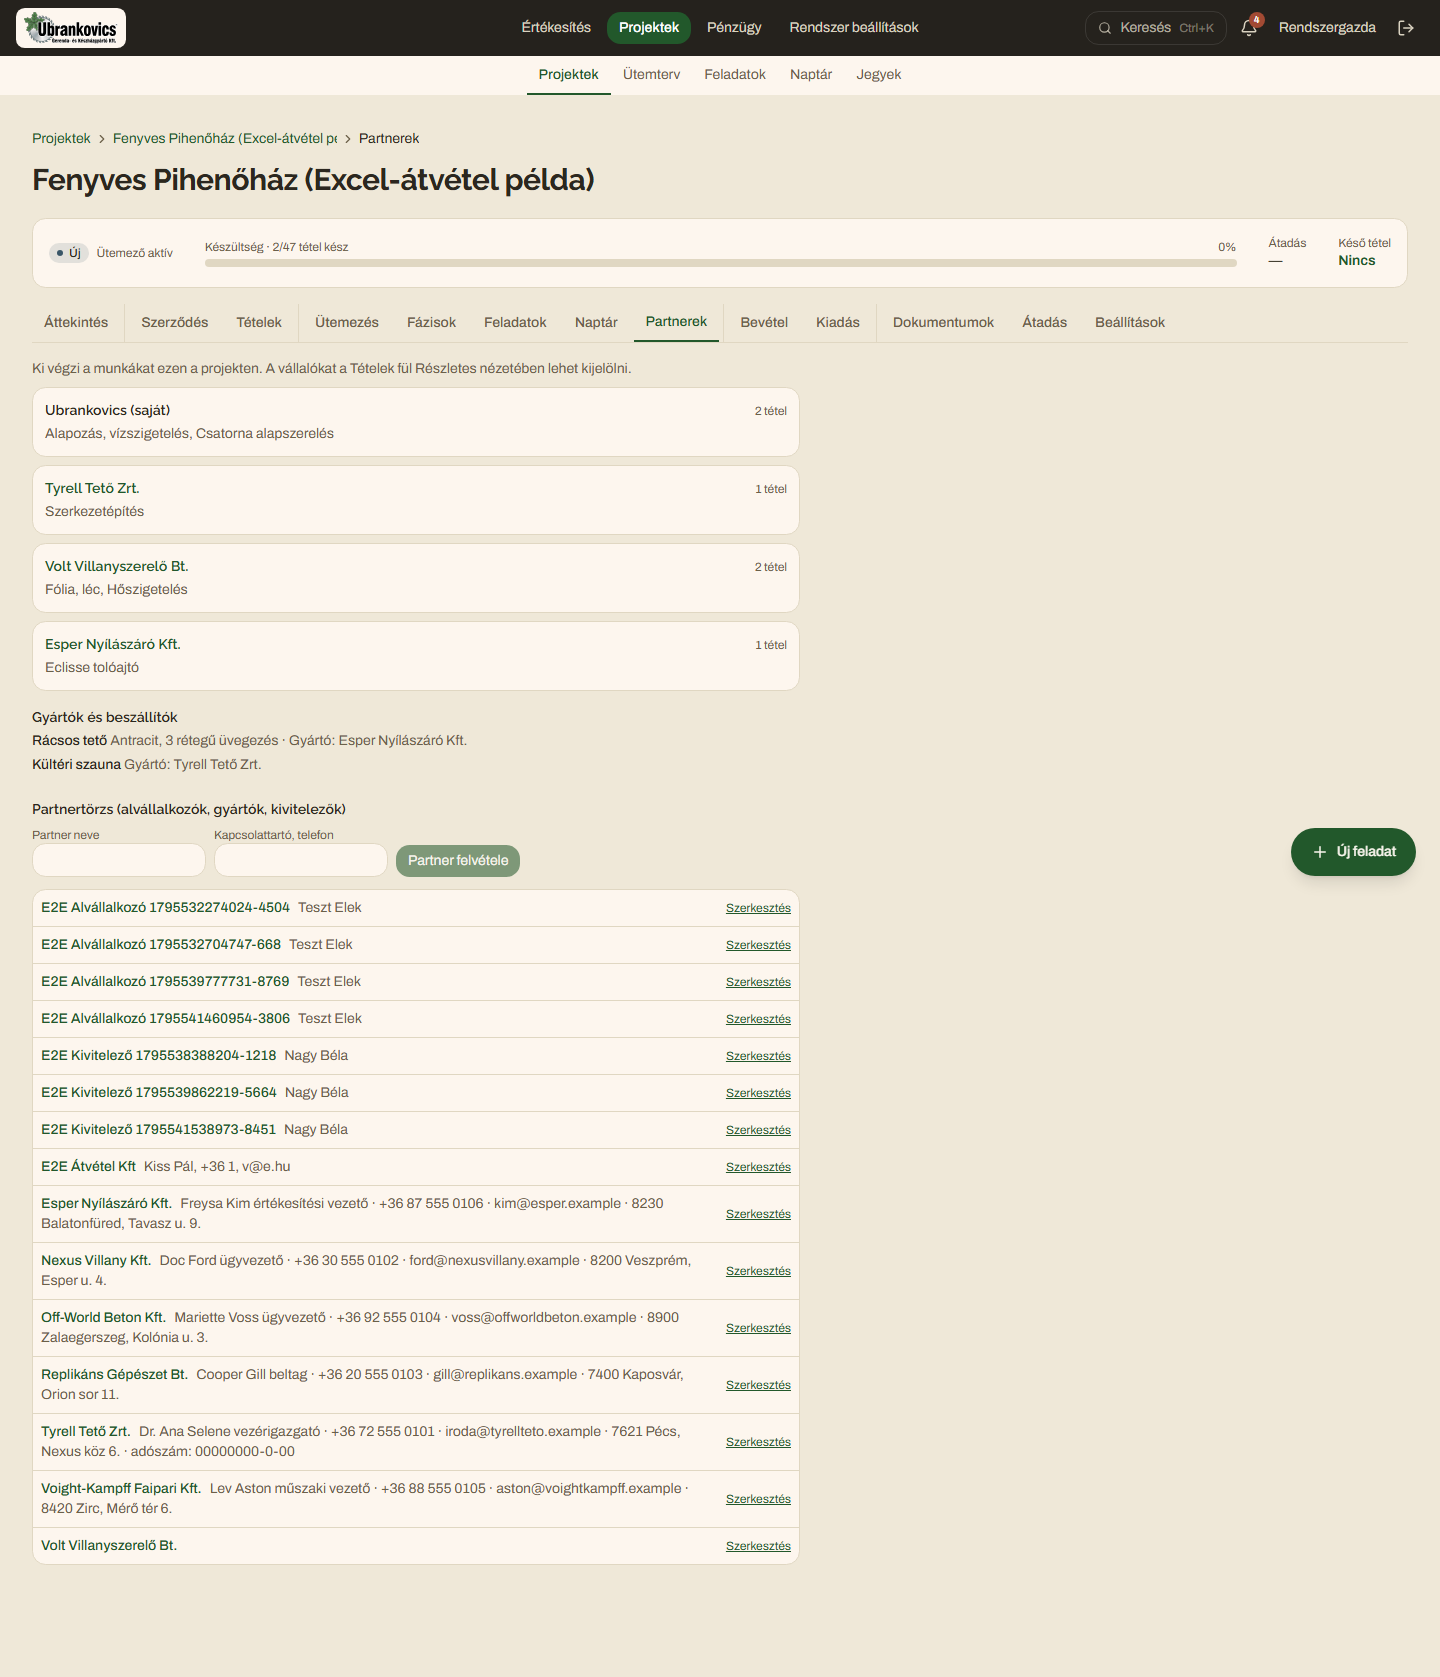 Ubrankovics
Gerenda- és Készházgyártó Kft.
Értékesítés
Projektek
Pénzügy
Rendszer beállítások
Keresés Ctrl+K
4
Rendszergazda
Projektek
Ütemterv
Feladatok
Naptár
Jegyek
Projektek > Fenyves Pihenőház (Excel-átvétel pé > Partnerek
Fenyves Pihenőház (Excel-átvétel példa)
Új
Ütemező aktív
Készültség · 2/47 tétel kész
0%
Átadás
—
Késő tétel
Nincs
Áttekintés
Szerződés
Tételek
Ütemezés
Fázisok
Feladatok
Naptár
Partnerek
Bevétel
Kiadás
Dokumentumok
Átadás
Beállítások
Ki végzi a munkákat ezen a projekten. A vállalókat a Tételek fül Részletes nézetében lehet kijelölni.
Ubrankovics (saját)
2 tétel
Alapozás, vízszigetelés, Csatorna alapszerelés
Tyrell Tető Zrt.
1 tétel
Szerkezetépítés
Volt Villanyszerelő Bt.
2 tétel
Fólia, léc, Hőszigetelés
Esper Nyílászáró Kft.
1 tétel
Eclisse tolóajtó
Gyártók és beszállítók
Rácsos tető Antracit, 3 rétegű üvegezés · Gyártó: Esper Nyílászáró Kft.
Kültéri szauna Gyártó: Tyrell Tető Zrt.
Partnertörzs (alvállalkozók, gyártók, kivitelezők)
Partner neve
Kapcsolattartó, telefon
Partner felvétele
Új feladat
E2E Alvállalkozó 1795532274024-4504 Teszt Elek Szerkesztés
E2E Alvállalkozó 1795532704747-668 Teszt Elek Szerkesztés
E2E Alvállalkozó 1795539777731-8769 Teszt Elek Szerkesztés
E2E Alvállalkozó 1795541460954-3806 Teszt Elek Szerkesztés
E2E Kivitelező 1795538388204-1218 Nagy Béla Szerkesztés
E2E Kivitelező 1795539862219-5664 Nagy Béla Szerkesztés
E2E Kivitelező 1795541538973-8451 Nagy Béla Szerkesztés
E2E Átvétel Kft Kiss Pál, +36 1, v@e.hu Szerkesztés
Esper Nyílászáró Kft. Freysa Kim értékesítési vezető · +36 87 555 0106 · kim@esper.example · 8230
Balatonfüred, Tavasz u. 9.
Szerkesztés
Nexus Villany Kft. Doc Ford ügyvezető · +36 30 555 0102 · ford@nexusvillany.example · 8200 Veszprém,
Esper u. 4.
Szerkesztés
Off-World Beton Kft. Mariette Voss ügyvezető · +36 92 555 0104 · voss@offworldbeton.example · 8900
Zalaegerszeg, Kolónia u. 3.
Szerkesztés
Replikáns Gépészet Bt. Cooper Gill beltag · +36 20 555 0103 · gill@replikans.example · 7400 Kaposvár,
Orion sor 11.
Szerkesztés
Tyrell Tető Zrt. Dr. Ana Selene vezérigazgató · +36 72 555 0101 · iroda@tyrellteto.example · 7621 Pécs,
Nexus köz 6. · adószám: 00000000-0-00
Szerkesztés
Voight-Kampff Faipari Kft. Lev Aston műszaki vezető · +36 88 555 0105 · aston@voightkampff.example ·
8420 Zirc, Mérő tér 6.
Szerkesztés
Volt Villanyszerelő Bt. Szerkesztés